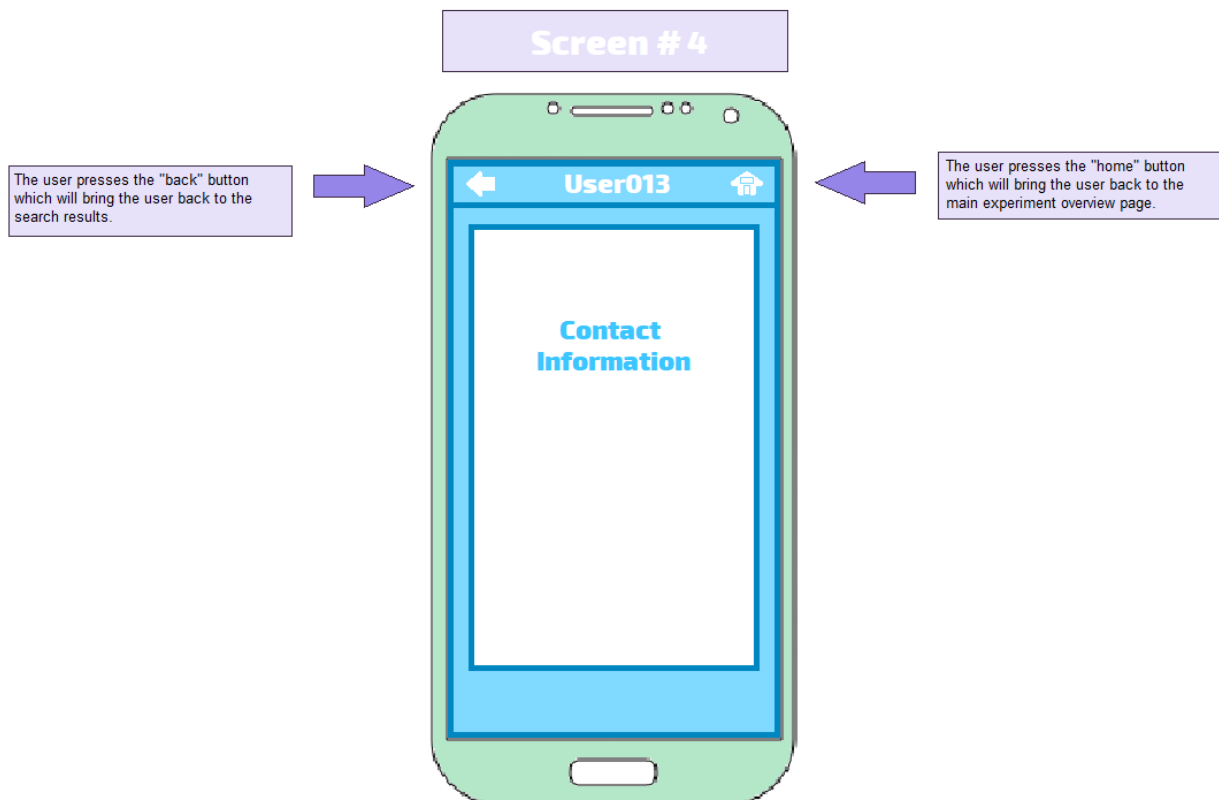 Screen # 4
The user presses the "back" button
which will bring the user back to the
search results.
User013
The user presses the "home" button
which will bring the user back to the
main experiment overview page.
Contact
Information